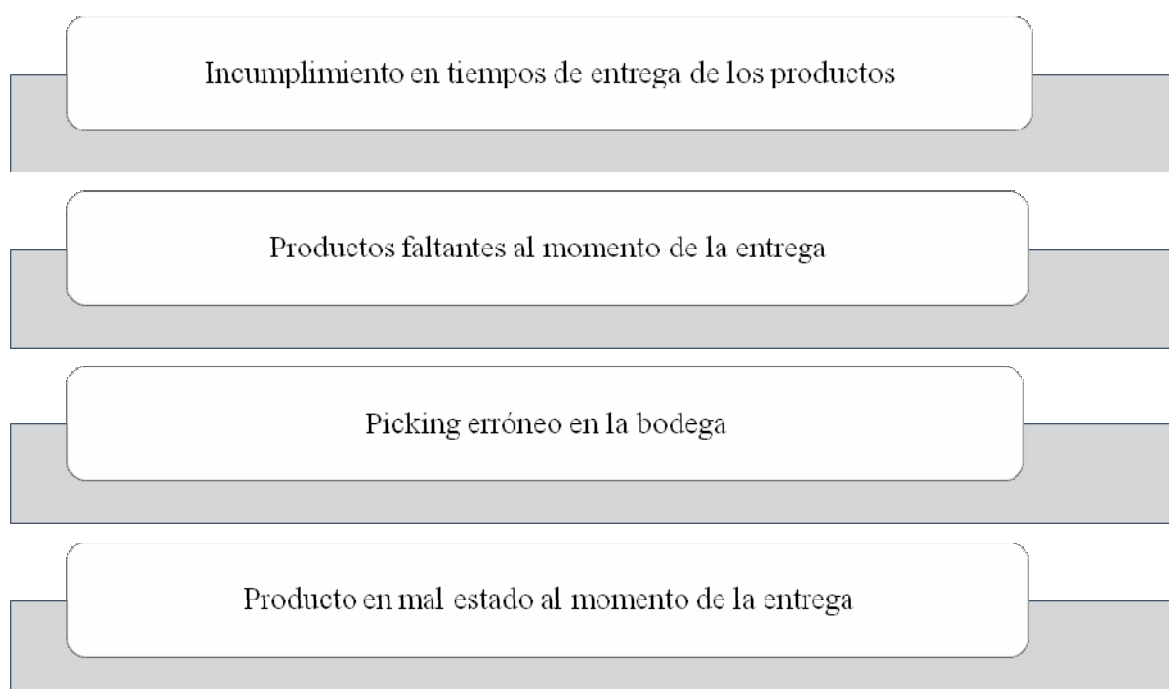 Incumplimiento en tiempos de entrega de los productos
Productos faltantes al momento de la entrega
Picking erróneo en la bodega
Producto en mal estado al momento de la entrega